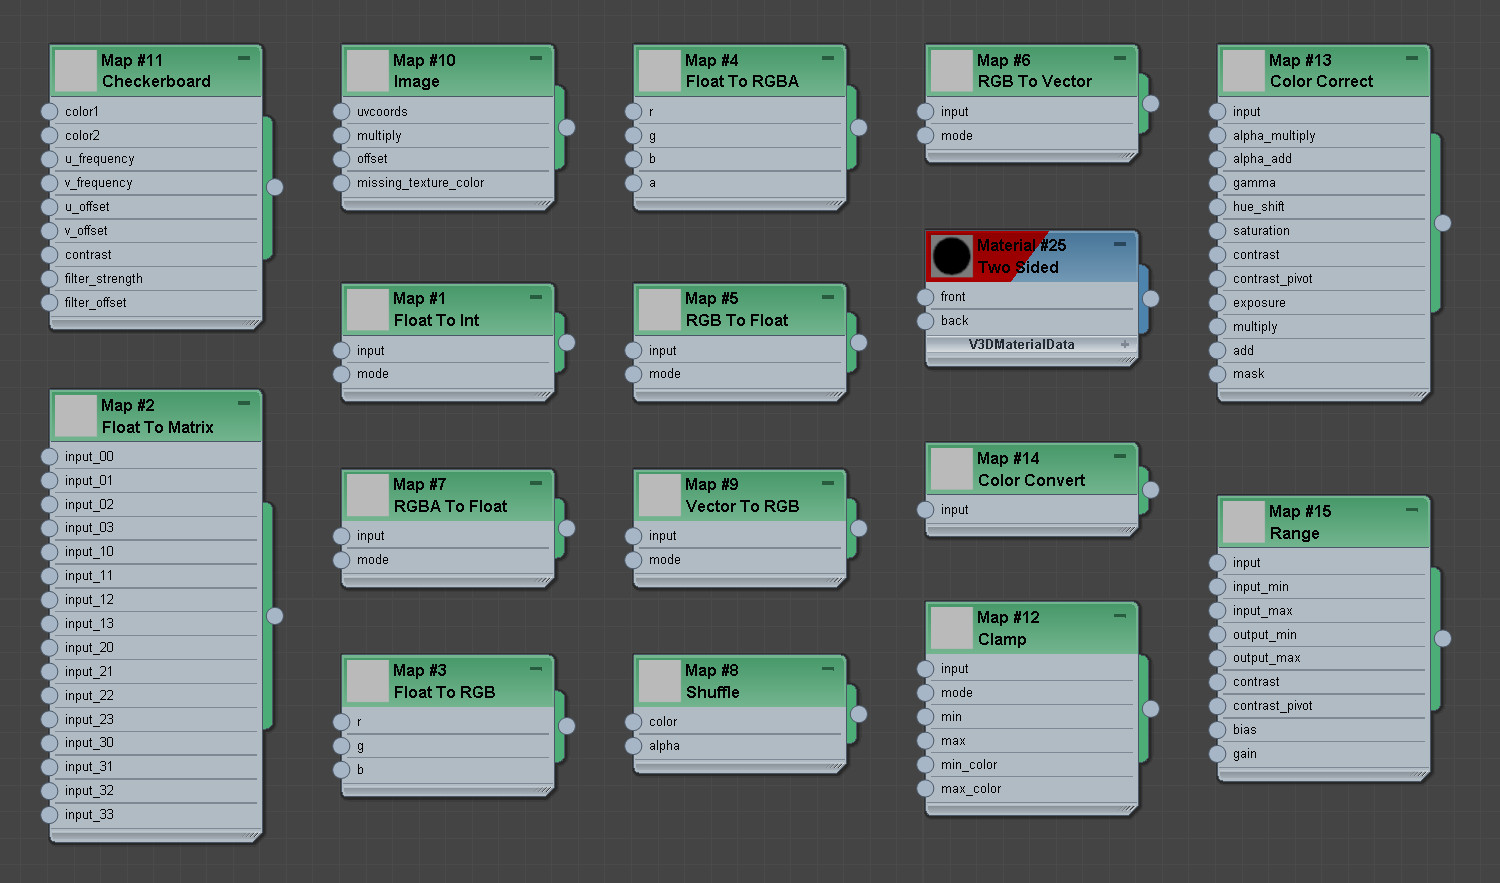 Map #11
Checkerboard
color1
color2
u_frequency
v_frequency
u_offset
v_offset
contrast
filter_strength
filter_offset
Map #2
Float To Matrix
input_00
input_01
input_02
input_03
input_10
input_11
input_12
input_13
input_20
input_21
input_22
input_23
input_30
input_31
input_32
input_33
Map #10
Image
uvcoords
multiply
offset
missing_texture_color
Map #1
Float To Int
input
mode
Map #7
RGBA To Float
input
mode
Map #3
Float To RGB
r
g
b
Map #4
Float To RGBA
r
g
b
a
Map #5
RGB To Float
input
mode
Map #9
Vector To RGB
input
mode
Map #8
Shuffle
color
alpha
Map #6
RGB To Vector
input
mode
Material #25
Two Sided
front
back
V3DMaterialData
Map #14
Color Convert
input
Map #12
Clamp
input
mode
min
max
min_color
max_color
Map #13
Color Correct
input
alpha_multiply
alpha_add
gamma
hue_shift
saturation
contrast
contrast_pivot
exposure
multiply
add
mask
Map #15
Range
input
input_min
input_max
output_min
output_max
contrast
contrast_pivot
bias
gain